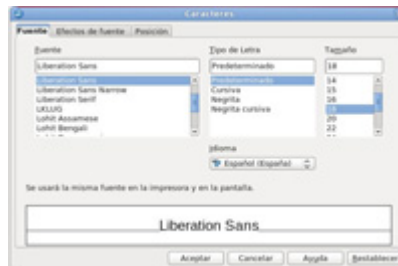 Caracteres
Fuente Efectos de fuente Posición
Fuente Tipo de Letra Tamaño
Liberation Sans Predeterminado 18
Liberation Sans Predeterminado 14
Liberation Sans Narrow Cursiva 15
Liberation Serif Negrita 16
LKLUG Negrita cursiva 18
Lohit Assamese 20
Lohit Bengali 22
Idioma
Español (España)
Se usará la misma fuente en la impresora y en la pantalla.
Liberation Sans
Aceptar Cancelar Ayuda Restablecer